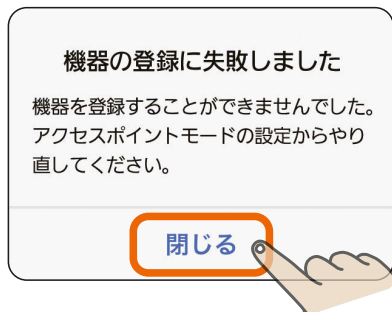 機器の登録に失敗しました
機器を登録することができませんでした。
アクセスポイントモードの設定からやり
直してください。
閉じる